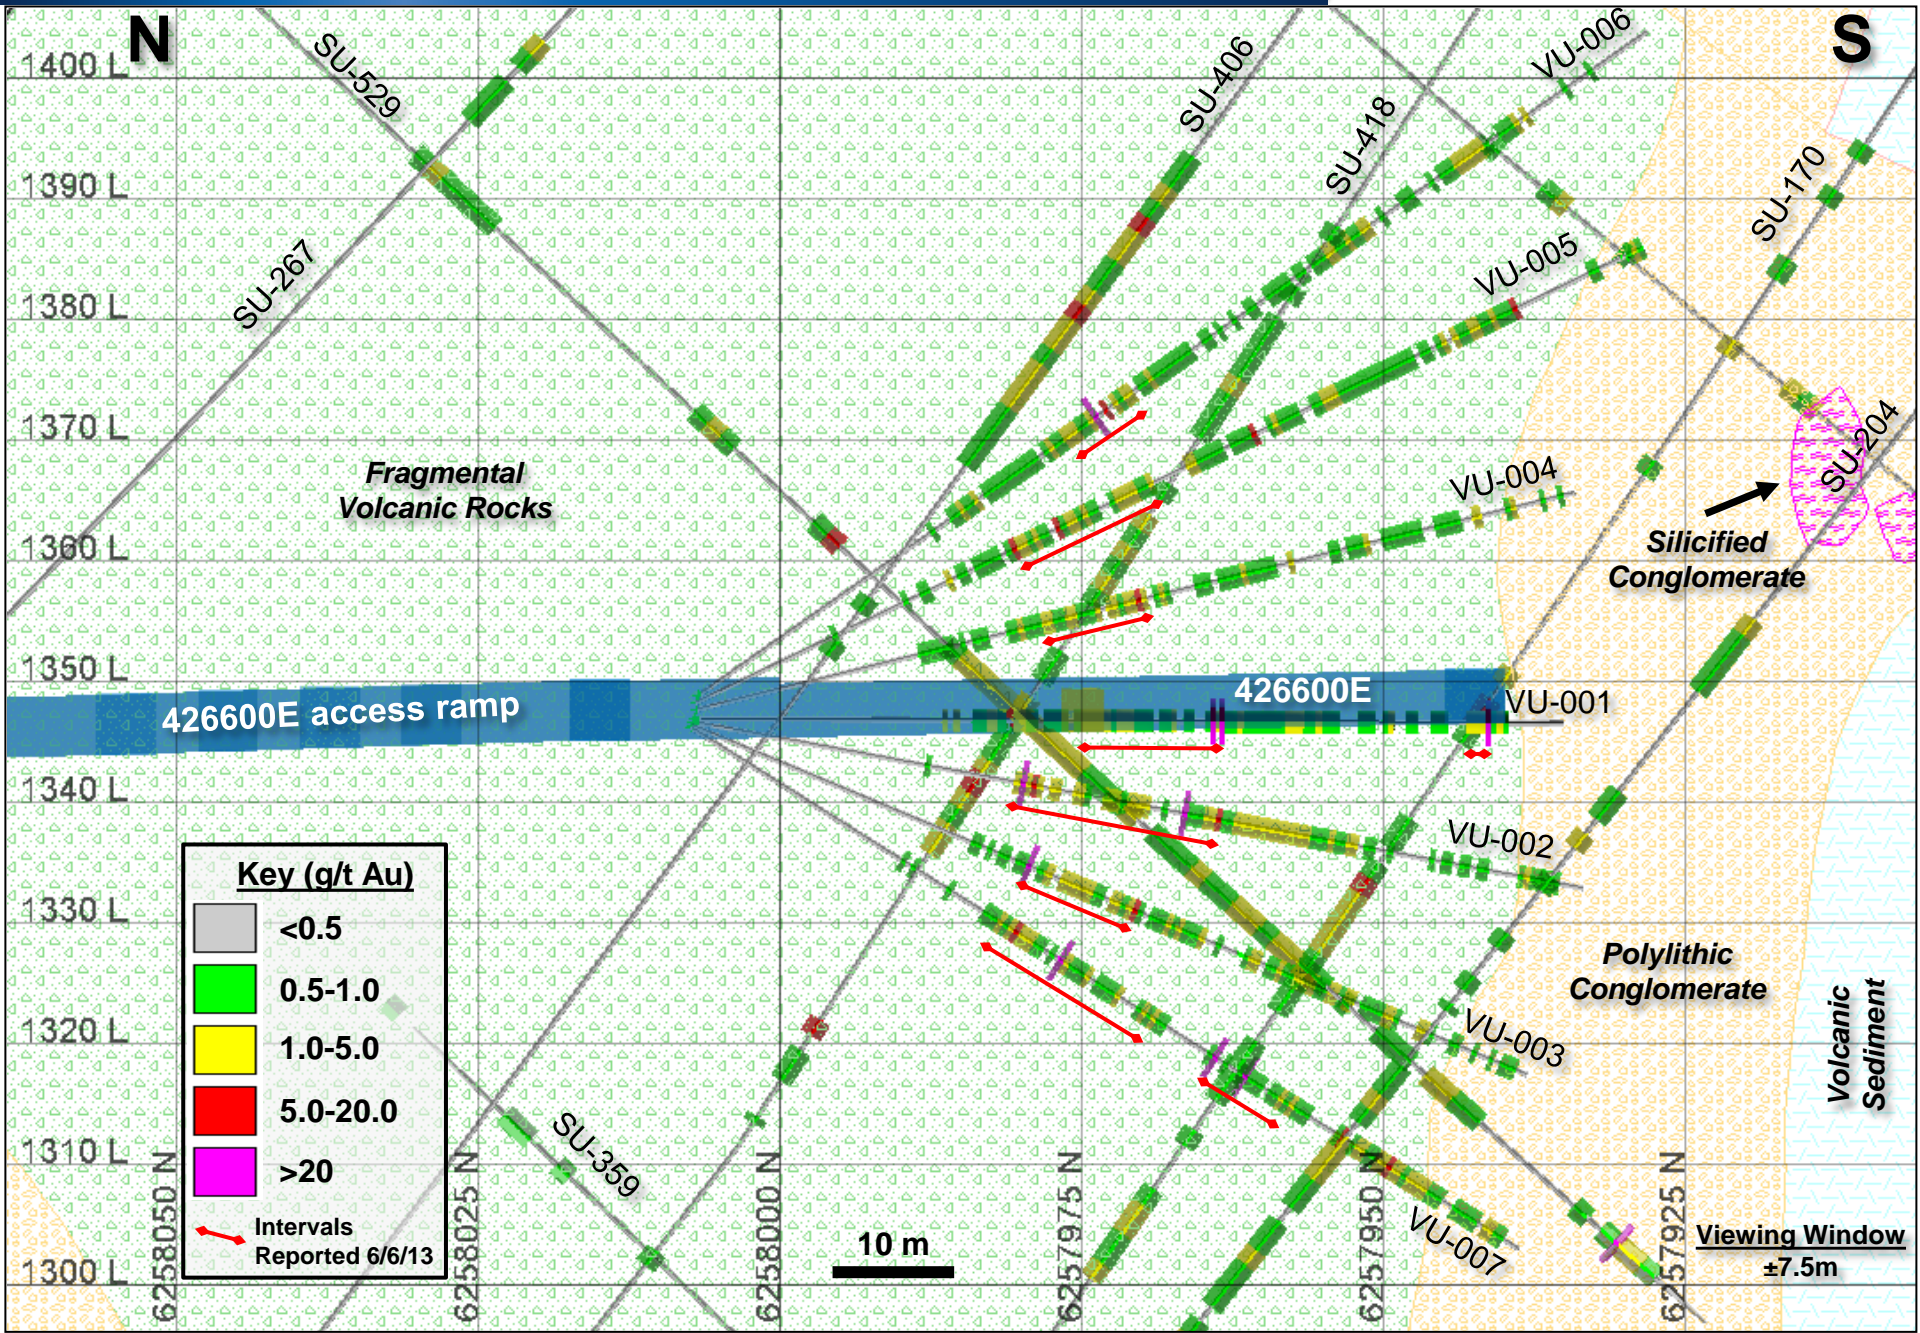 N
S
SU-529
SU-406
VU-006
1400 L
SU-418
SU-170
1390 L
SU-267
VU-005
1380 L
1370 L
SU-204
Fragmental
Volcanic Rocks
VU-004
1360 L
Silicified
Conglomerate
1350 L
426600E access ramp
426600E
VU-001
1340 L
VU-002
Key (g/t Au)
<0.5
0.5-1.0
1.0-5.0
5.0-20.0
>20
Intervals
Reported 6/6/13
1330 L
Polylithic
Conglomerate
1320 L
VU-003
Volcanic
Sediment
1310 L
SU-359
VU-007
6258050 N
6258025 N
6258000 N
6257975 N
6257950 N
6257925 N
10 m
Viewing Window
±7.5m
1300 L